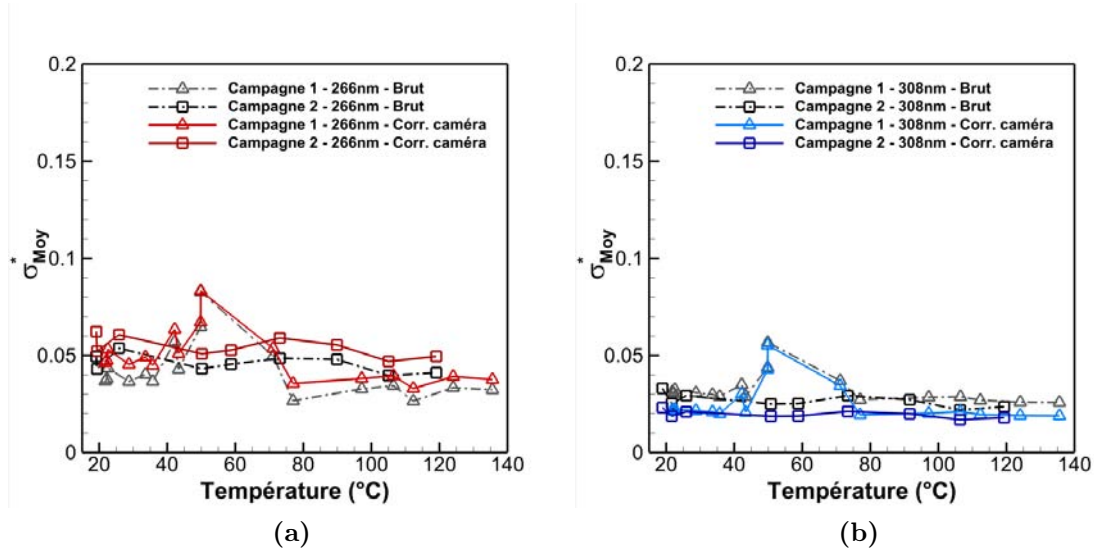 0.2
0.15
0.1
0.05
0
σ*Moy
Campagne 1 - 266nm - Brut
Campagne 2 - 266nm - Brut
Campagne 1 - 266nm - Corr. caméra
Campagne 2 - 266nm - Corr. caméra
20 40 60 80 100 120 140
Température (°C)
(a)
0.2
0.15
0.1
0.05
0
σ*Moy
Campagne 1 - 308nm - Brut
Campagne 2 - 308nm - Brut
Campagne 1 - 308nm - Corr. caméra
Campagne 2 - 308nm - Corr. caméra
20 40 60 80 100 120 140
Température (°C)
(b)